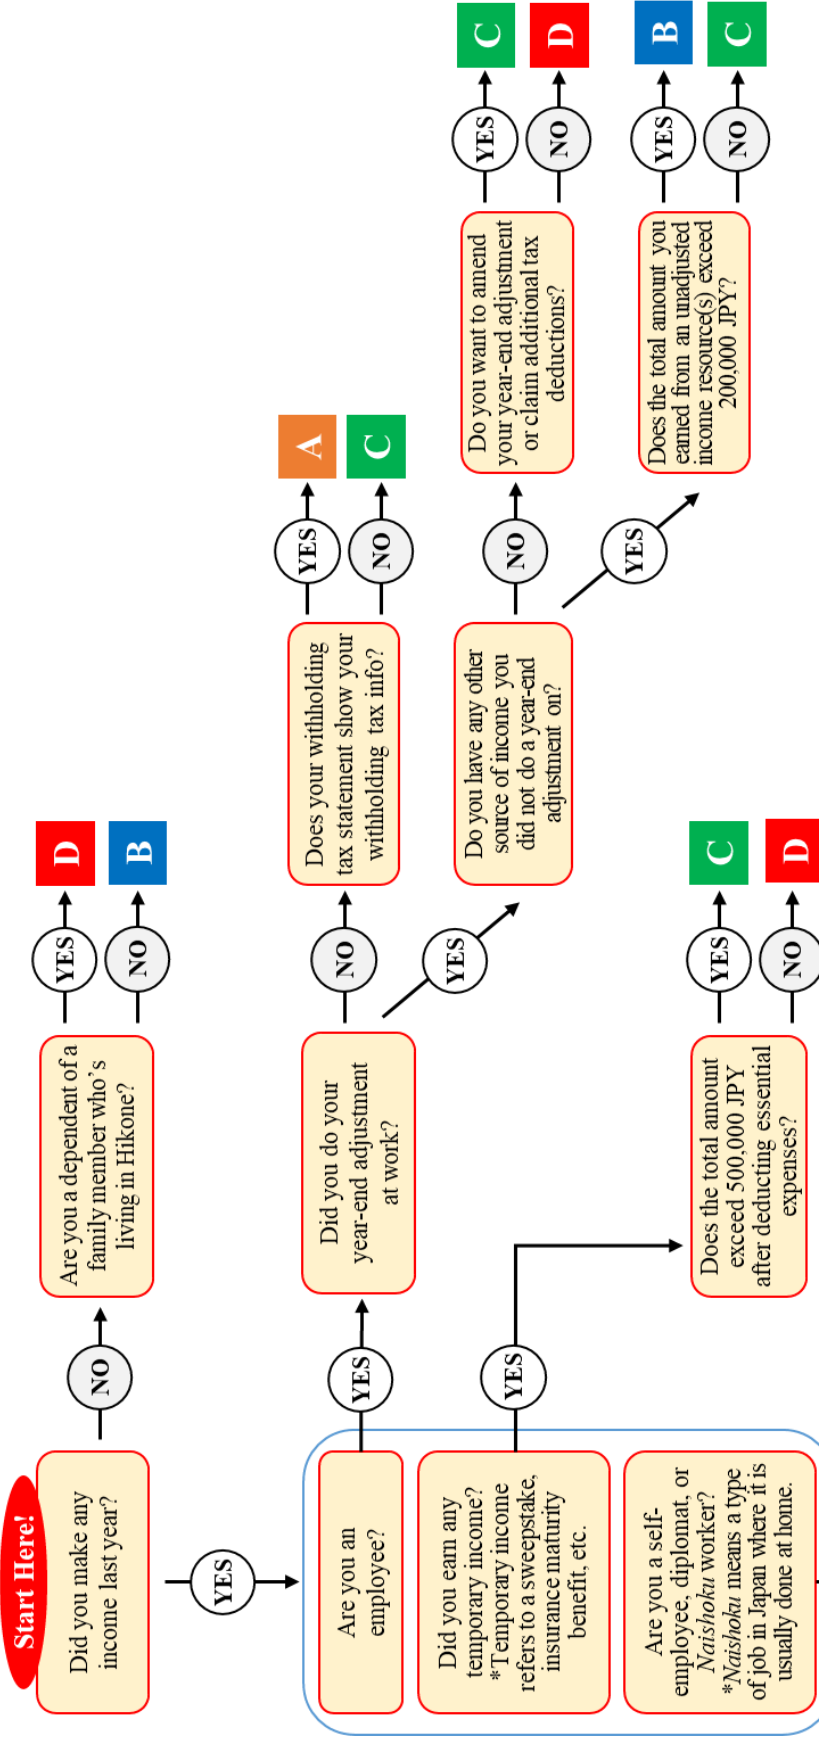 Start Here!
Did you make any
income last year?
NO
Are you a dependent of a
family member who's
living in Hikone?
YES
D
NO
B
YES
Are you an
employee?
YES
Did you do your
year-end adjustment
at work?
NO
Does your withholding
tax statement show your
withholding tax info?
YES
A
NO
C
YES
Do you have any other
source of income you
did not do a year-end
adjustment on?
NO
Do you want to amend
your year-end adjustment
or claim additional tax
deductions?
YES
C
NO
D
YES
Does the total amount you
earned from an unadjusted
income resource(s) exceed
200,000 JPY?
YES
B
NO
C
Did you earn any
temporary income?
*Temporary income
refers to a sweepstake,
insurance maturity
benefit, etc.
YES
Does the total amount
exceed 500,000 JPY
after deducting essential
expenses?
YES
C
NO
D
Are you a self-
employee, diplomat, or
Naishoku worker?
*Naishoku means a type
of job in Japan where it is
usually done at home.